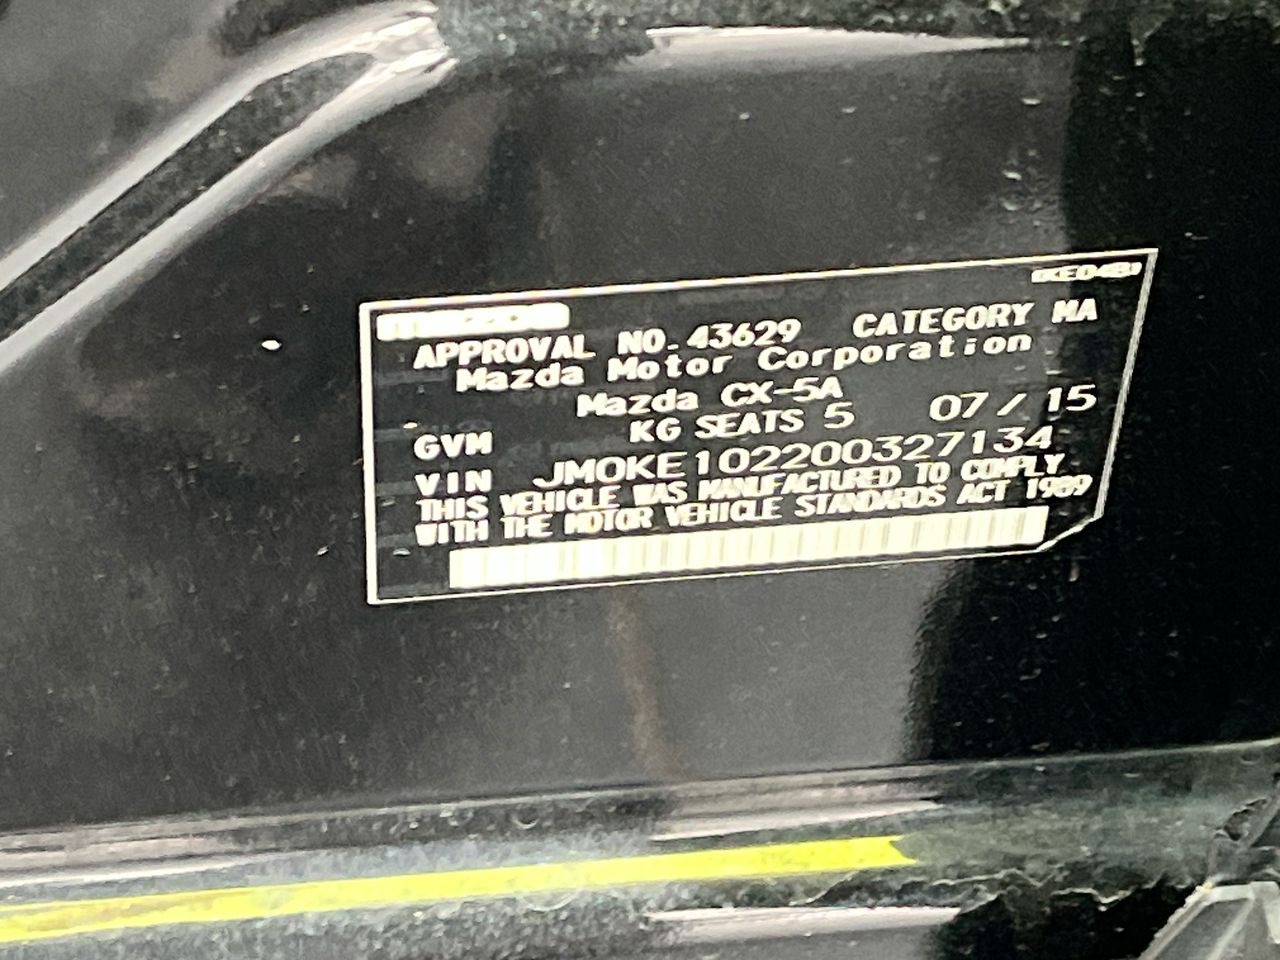 (KE04B)
APPROVAL NO. 43629 CATEGORY MA
Mazda Motor Corporation
Mazda CX-5A
GVM KG SEATS 5 07 / 15
VIN JM0KE102200327134
THIS VEHICLE WAS MANUFACTURED TO COMPLY
WITH THE MOTOR VEHICLE STANDARDS ACT 1989